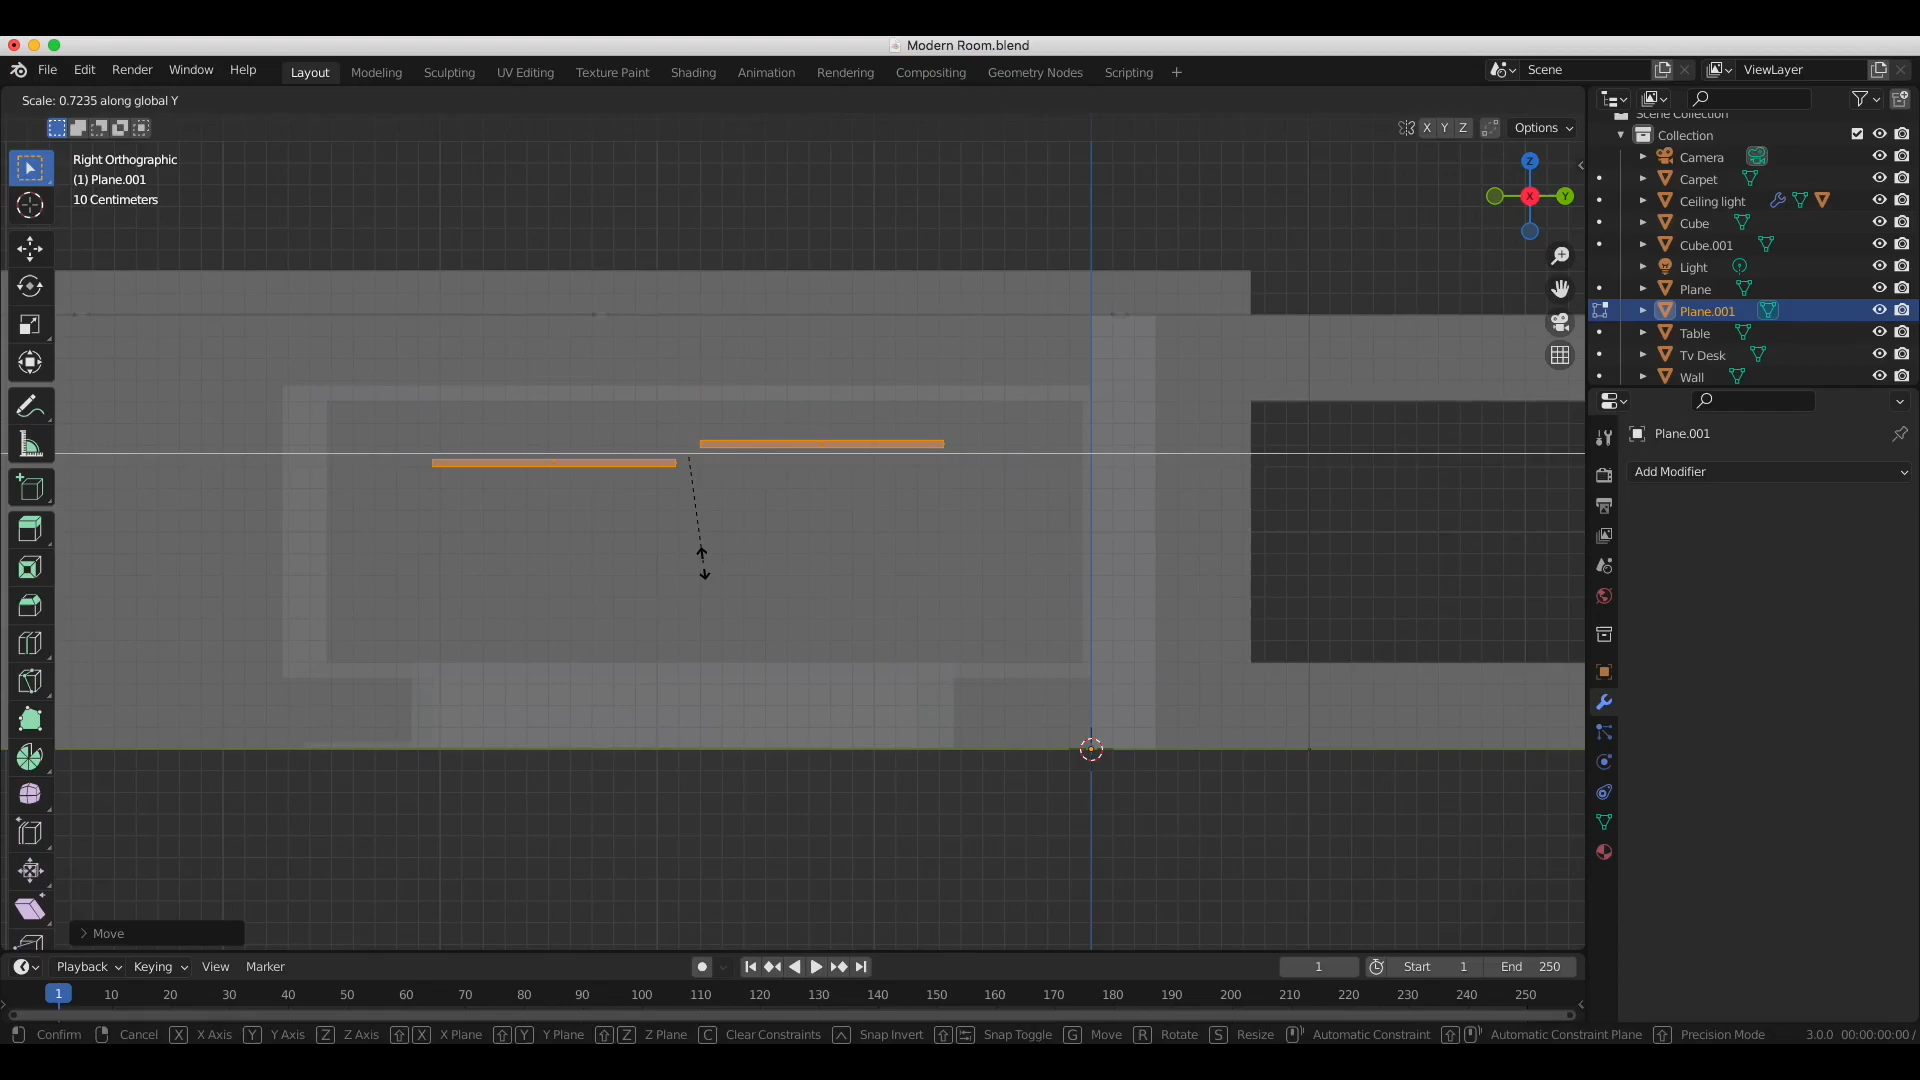 Modern Room.blend
File Edit Render Window Help Layout Modeling Sculpting UV Editing Texture Paint Shading Animation Rendering Compositing Geometry Nodes Scripting + Scene ViewLayer
Scale: 0.7235 along global Y
X Y Z Options
Right Orthographic
(1) Plane.001
10 Centimeters
Z
X Y
Scene Collection
Collection
Camera
Carpet
Ceiling light
Cube
Cube.001
Light
Plane
Plane.001
Table
Tv Desk
Wall
Plane.001
Add Modifier
Move
Playback Keying View Marker 1 Start 1 End 250
1 10 20 30 40 50 60 70 80 90 100 110 120 130 140 150 160 170 180 190 200 210 220 230 240 250
Confirm Cancel X X Axis Y Y Axis Z Z Axis X X Plane Y Y Plane Z Z Plane C Clear Constraints Snap Invert Snap Toggle G Move R Rotate S Resize Automatic Constraint Automatic Constraint Plane Precision Mode 3.0.0 00:00:00:00 /